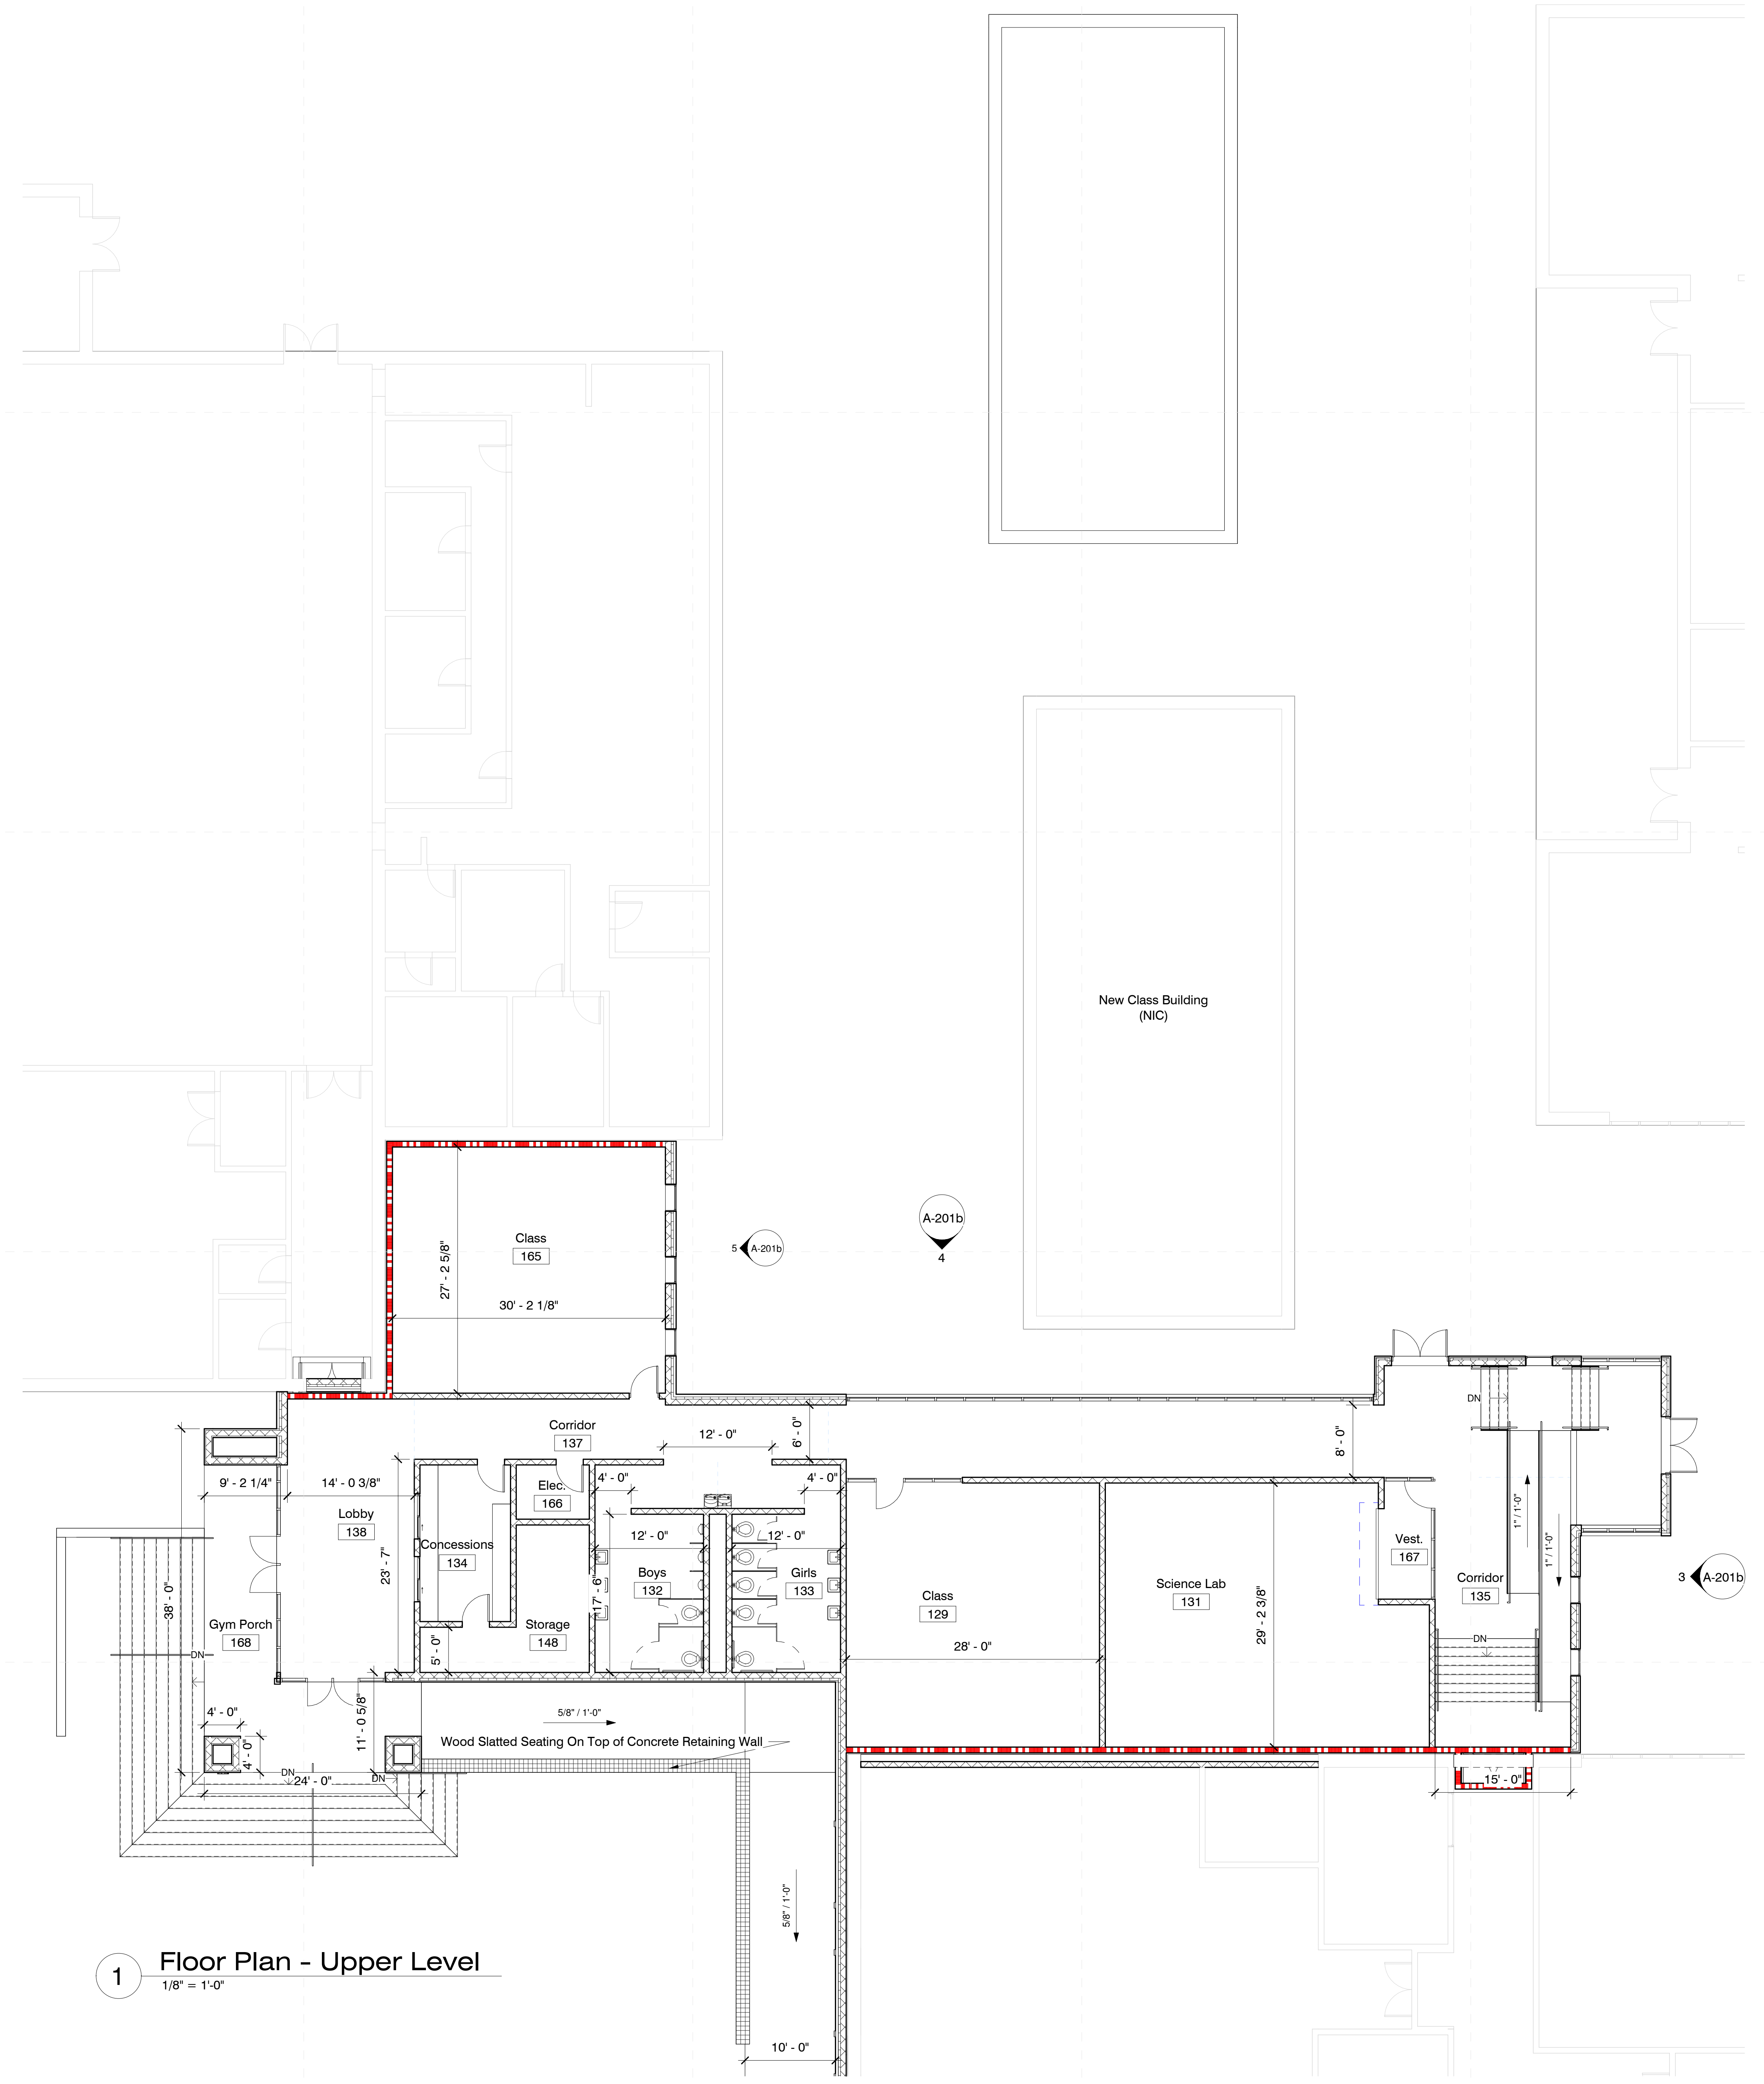 New Class Building
(NIC)
A-201b
4
5
A-201b
Class
165
27' - 2 5/8"
30' - 2 1/8"
Corridor
137
12' - 0"
6' - 0"
8' - 0"
DN
9' - 2 1/4"
14' - 0 3/8"
Elec.
166
4' - 0"
4' - 0"
Lobby
138
23' - 7"
Concessions
134
12' - 0"
12' - 0"
Boys
132
Girls
133
17' - 6"
Storage
148
5' - 0"
38' - 0"
Gym Porch
168
DN
Class
129
28' - 0"
Science Lab
131
29' - 2 3/8"
Vest.
167
Corridor
135
1" / 1'-0"
1" / 1'-0"
DN
3
A-201b
4' - 0"
4' - 0"
11' - 0 5/8"
5/8" / 1'-0"
Wood Slatted Seating On Top of Concrete Retaining Wall
DN
24' - 0"
DN
15' - 0"
5/8" / 1'-0"
1
Floor Plan - Upper Level
1/8" = 1'-0"
10' - 0"